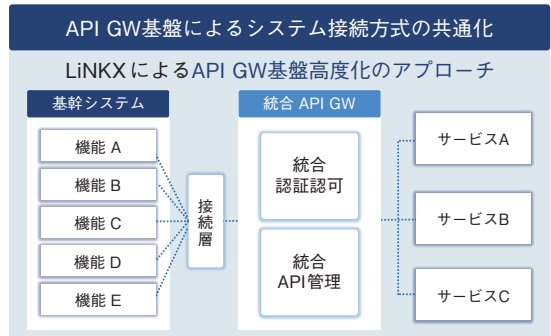 API GW基盤によるシステム接続方式の共通化
LiNKXによるAPI GW基盤高度化のアプローチ
基幹システム
機能 A
機能 B
機能 C
機能 D
機能 E
接
続
層
統合 API GW
統合
認証認可
統合
API管理
サービスA
サービスB
サービスC